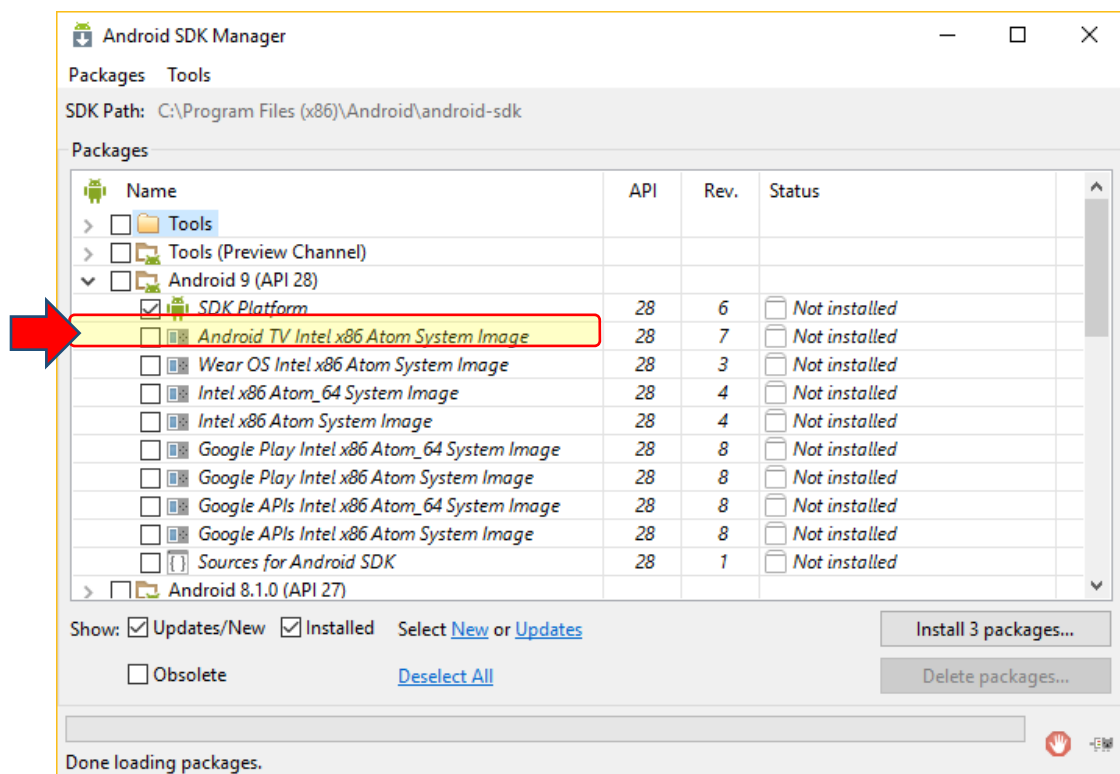 Android SDK Manager
Packages Tools
SDK Path: C:\Program Files (x86)\Android\android-sdk
Packages
Name API Rev. Status
Tools
Tools (Preview Channel)
Android 9 (API 28)
SDK Platform 28 6 Not installed
Android TV Intel x86 Atom System Image 28 7 Not installed
Wear OS Intel x86 Atom System Image 28 3 Not installed
Intel x86 Atom_64 System Image 28 4 Not installed
Intel x86 Atom System Image 28 4 Not installed
Google Play Intel x86 Atom_64 System Image 28 8 Not installed
Google Play Intel x86 Atom System Image 28 8 Not installed
Google APIs Intel x86 Atom_64 System Image 28 8 Not installed
Google APIs Intel x86 Atom System Image 28 8 Not installed
Sources for Android SDK 28 1 Not installed
Android 8.1.0 (API 27)
Show: Updates/New Installed Select New or Updates Install 3 packages...
Obsolete Deselect All Delete packages...
Done loading packages.